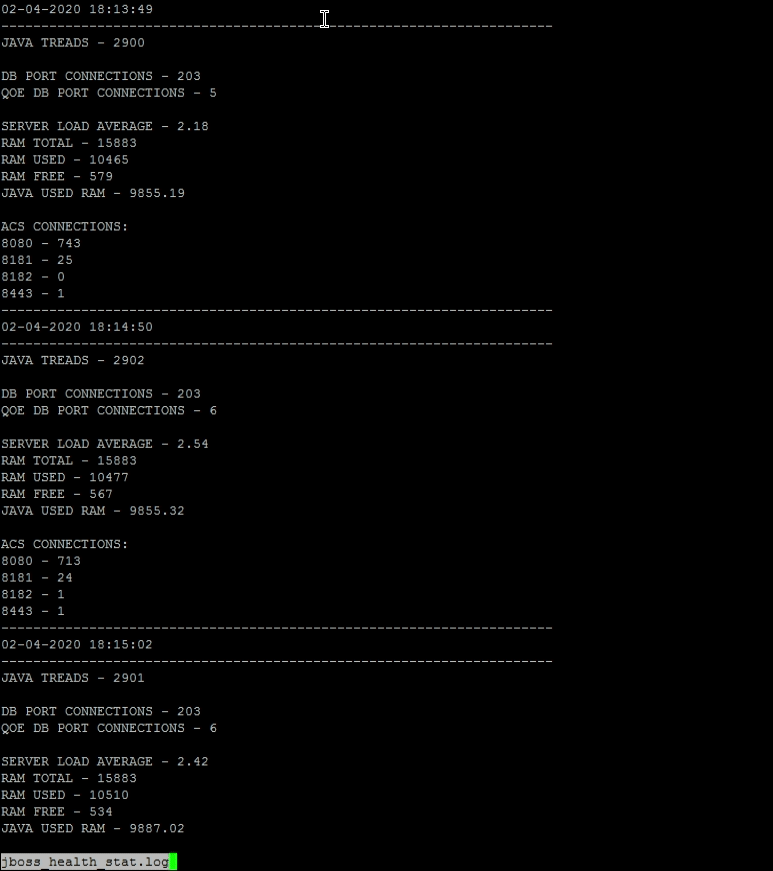 02-04-2020 18:13:49
---------------------------------------------------------------------
JAVA TREADS - 2900
DB PORT CONNECTIONS - 203
QOE DB PORT CONNECTIONS - 5
SERVER LOAD AVERAGE - 2.18
RAM TOTAL - 15883
RAM USED - 10465
RAM FREE - 579
JAVA USED RAM - 9855.19
ACS CONNECTIONS:
8080 - 743
8181 - 25
8182 - 0
8443 - 1
---------------------------------------------------------------------
02-04-2020 18:14:50
---------------------------------------------------------------------
JAVA TREADS - 2902
DB PORT CONNECTIONS - 203
QOE DB PORT CONNECTIONS - 6
SERVER LOAD AVERAGE - 2.54
RAM TOTAL - 15883
RAM USED - 10477
RAM FREE - 567
JAVA USED RAM - 9855.32
ACS CONNECTIONS:
8080 - 713
8181 - 24
8182 - 1
8443 - 1
---------------------------------------------------------------------
02-04-2020 18:15:02
---------------------------------------------------------------------
JAVA TREADS - 2901
DB PORT CONNECTIONS - 203
QOE DB PORT CONNECTIONS - 6
SERVER LOAD AVERAGE - 2.42
RAM TOTAL - 15883
RAM USED - 10510
RAM FREE - 534
JAVA USED RAM - 9887.02
jboss_health_stat.log